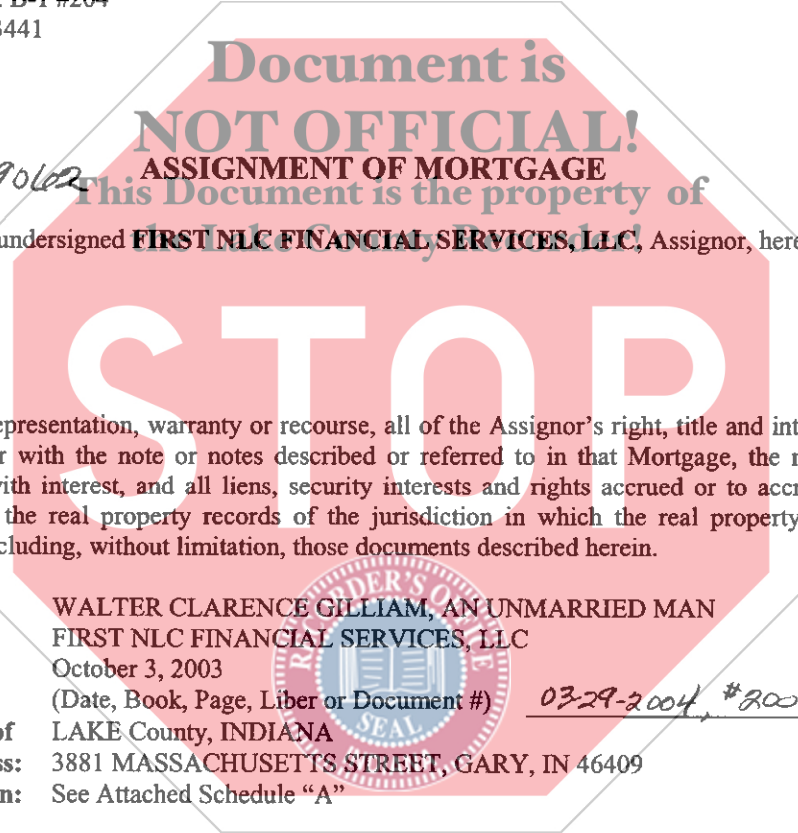 B-1 #204
3441
Document is
NOT OFFICIAL!
90162
ASSIGNMENT OF MORTGAGE
This Document is the property of
undersigned FIRST NLC FINANCIAL SERVICES, LLC, Assignor, here
the Lake County Recorder!
STOP
epresentation, warranty or recourse, all of the Assignor's right, title and int
r with the note or notes described or referred to in that Mortgage, the
ith interest, and all liens, security interests and rights accrued or to accr
the real property records of the jurisdiction in which the real property
cluding, without limitation, those documents described herein.
RECORDER'S OFFICE
WALTER CLARENCE GILLIAM, AN UNMARRIED MAN
FIRST NLC FINANCIAL SERVICES, LLC
October 3, 2003
(Date, Book, Page, Liber or Document #) 03-29-2004, #200
SEAL
of LAKE County, INDIANA
ss: 3881 MASSACHUSETTS STREET, GARY, IN 46409
n: See Attached Schedule "A"